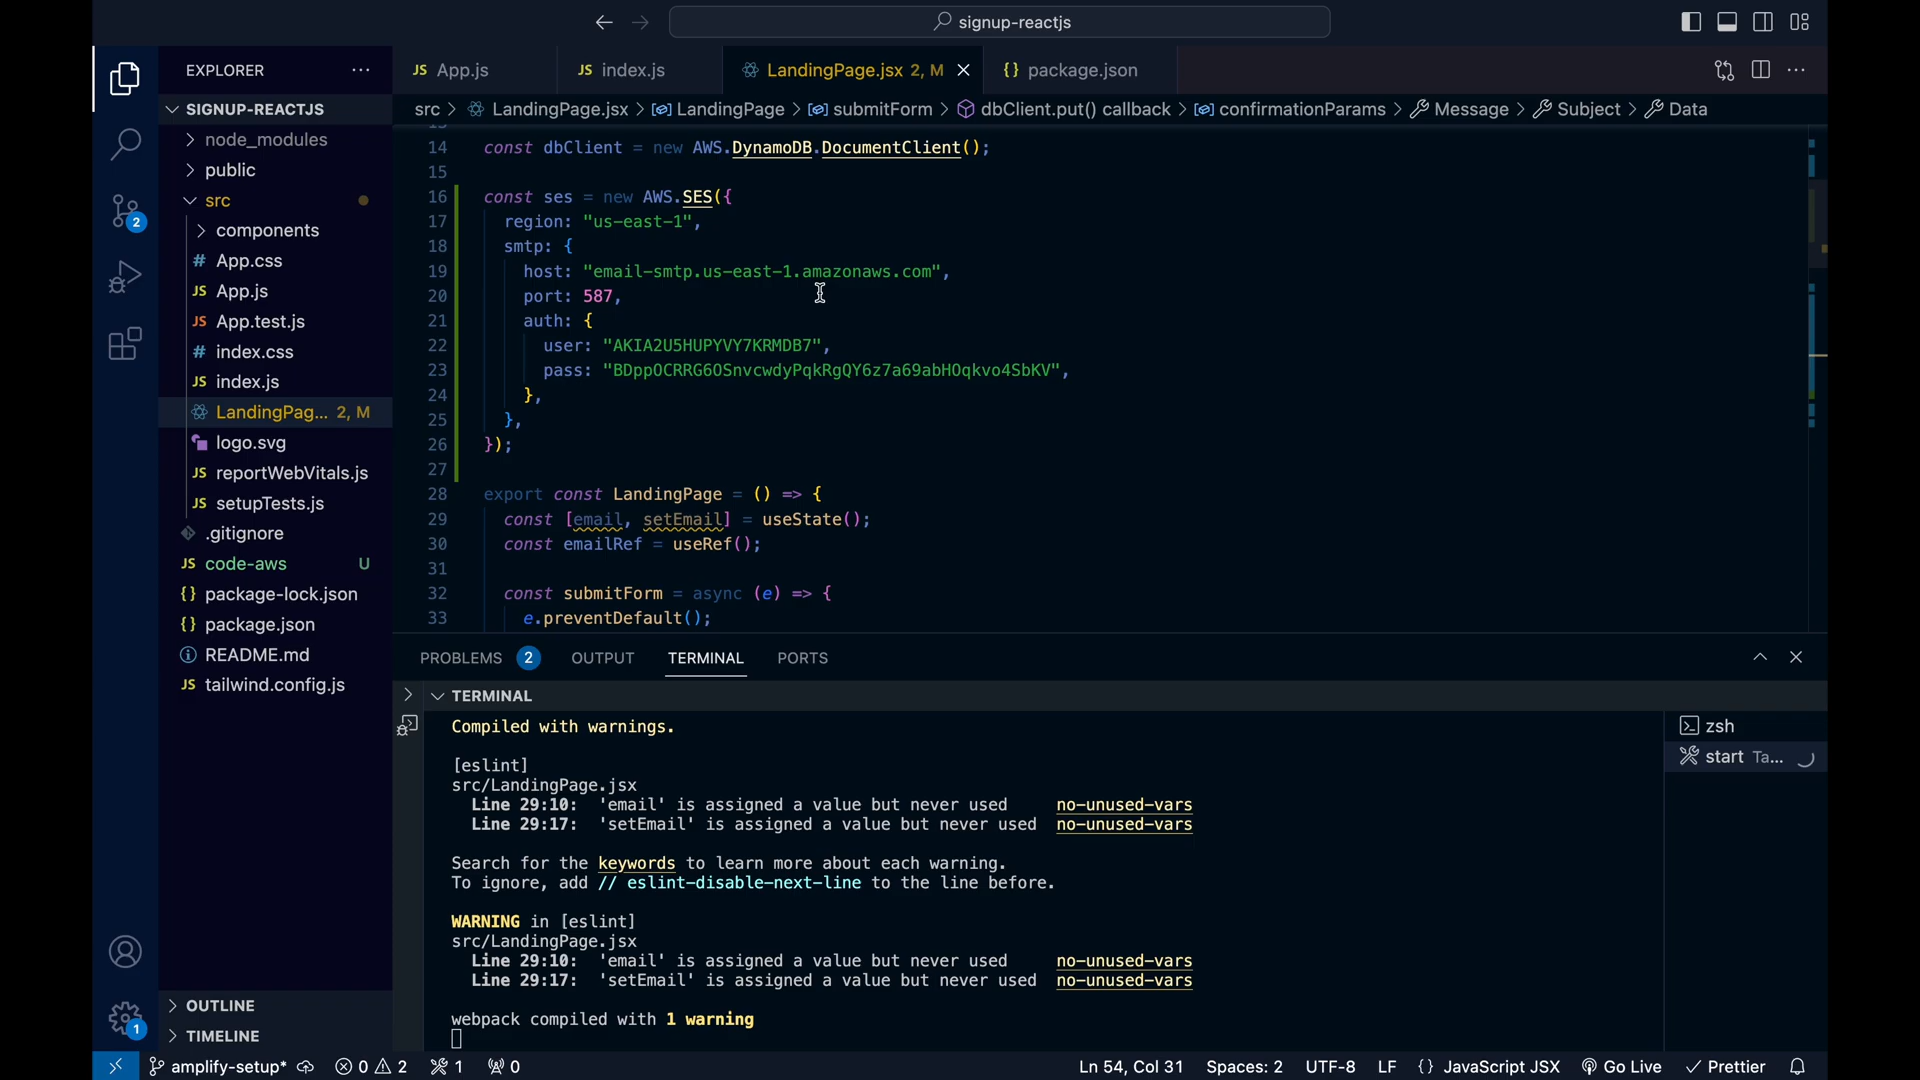 signup-reactjs
EXPLORER ...
SIGNUP-REACTJS
node_modules
public
src
components
# App.css
JS App.js
JS App.test.js
# index.css
JS index.js
LandingPag... 2, M
logo.svg
JS reportWebVitals.js
JS setupTests.js
.gitignore
JS code-aws U
{} package-lock.json
{} package.json
README.md
JS tailwind.config.js
OUTLINE
TIMELINE
2
1
JS App.js
JS index.js
LandingPage.jsx 2, M
{} package.json
src > LandingPage.jsx > LandingPage > submitForm > dbClient.put() callback > confirmationParams > Message > Subject > Data
14 const dbClient = new AWS.DynamoDB.DocumentClient();
15
16 const ses = new AWS.SES({
17 region: "us-east-1",
18 smtp: {
19 host: "email-smtp.us-east-1.amazonaws.com",
20 port: 587,
21 auth: {
22 user: "AKIA2U5HUPYVY7KRMDB7",
23 pass: "BDppOCRRG6OSnvcwdyPqkRgQY6z7a69abHOqkvo4SbKV",
24 },
25 },
26 });
27
28 export const LandingPage = () => {
29 const [email, setEmail] = useState();
30 const emailRef = useRef();
31
32 const submitForm = async (e) => {
33 e.preventDefault();
PROBLEMS 2 OUTPUT TERMINAL PORTS
TERMINAL
Compiled with warnings.
[eslint]
src/LandingPage.jsx
Line 29:10: 'email' is assigned a value but never used no-unused-vars
Line 29:17: 'setEmail' is assigned a value but never used no-unused-vars
Search for the keywords to learn more about each warning.
To ignore, add // eslint-disable-next-line to the line before.
WARNING in [eslint]
src/LandingPage.jsx
Line 29:10: 'email' is assigned a value but never used no-unused-vars
Line 29:17: 'setEmail' is assigned a value but never used no-unused-vars
webpack compiled with 1 warning
zsh
start Ta...
amplify-setup* 0 2 1 0 Ln 54, Col 31 Spaces: 2 UTF-8 LF {} JavaScript JSX Go Live Prettier